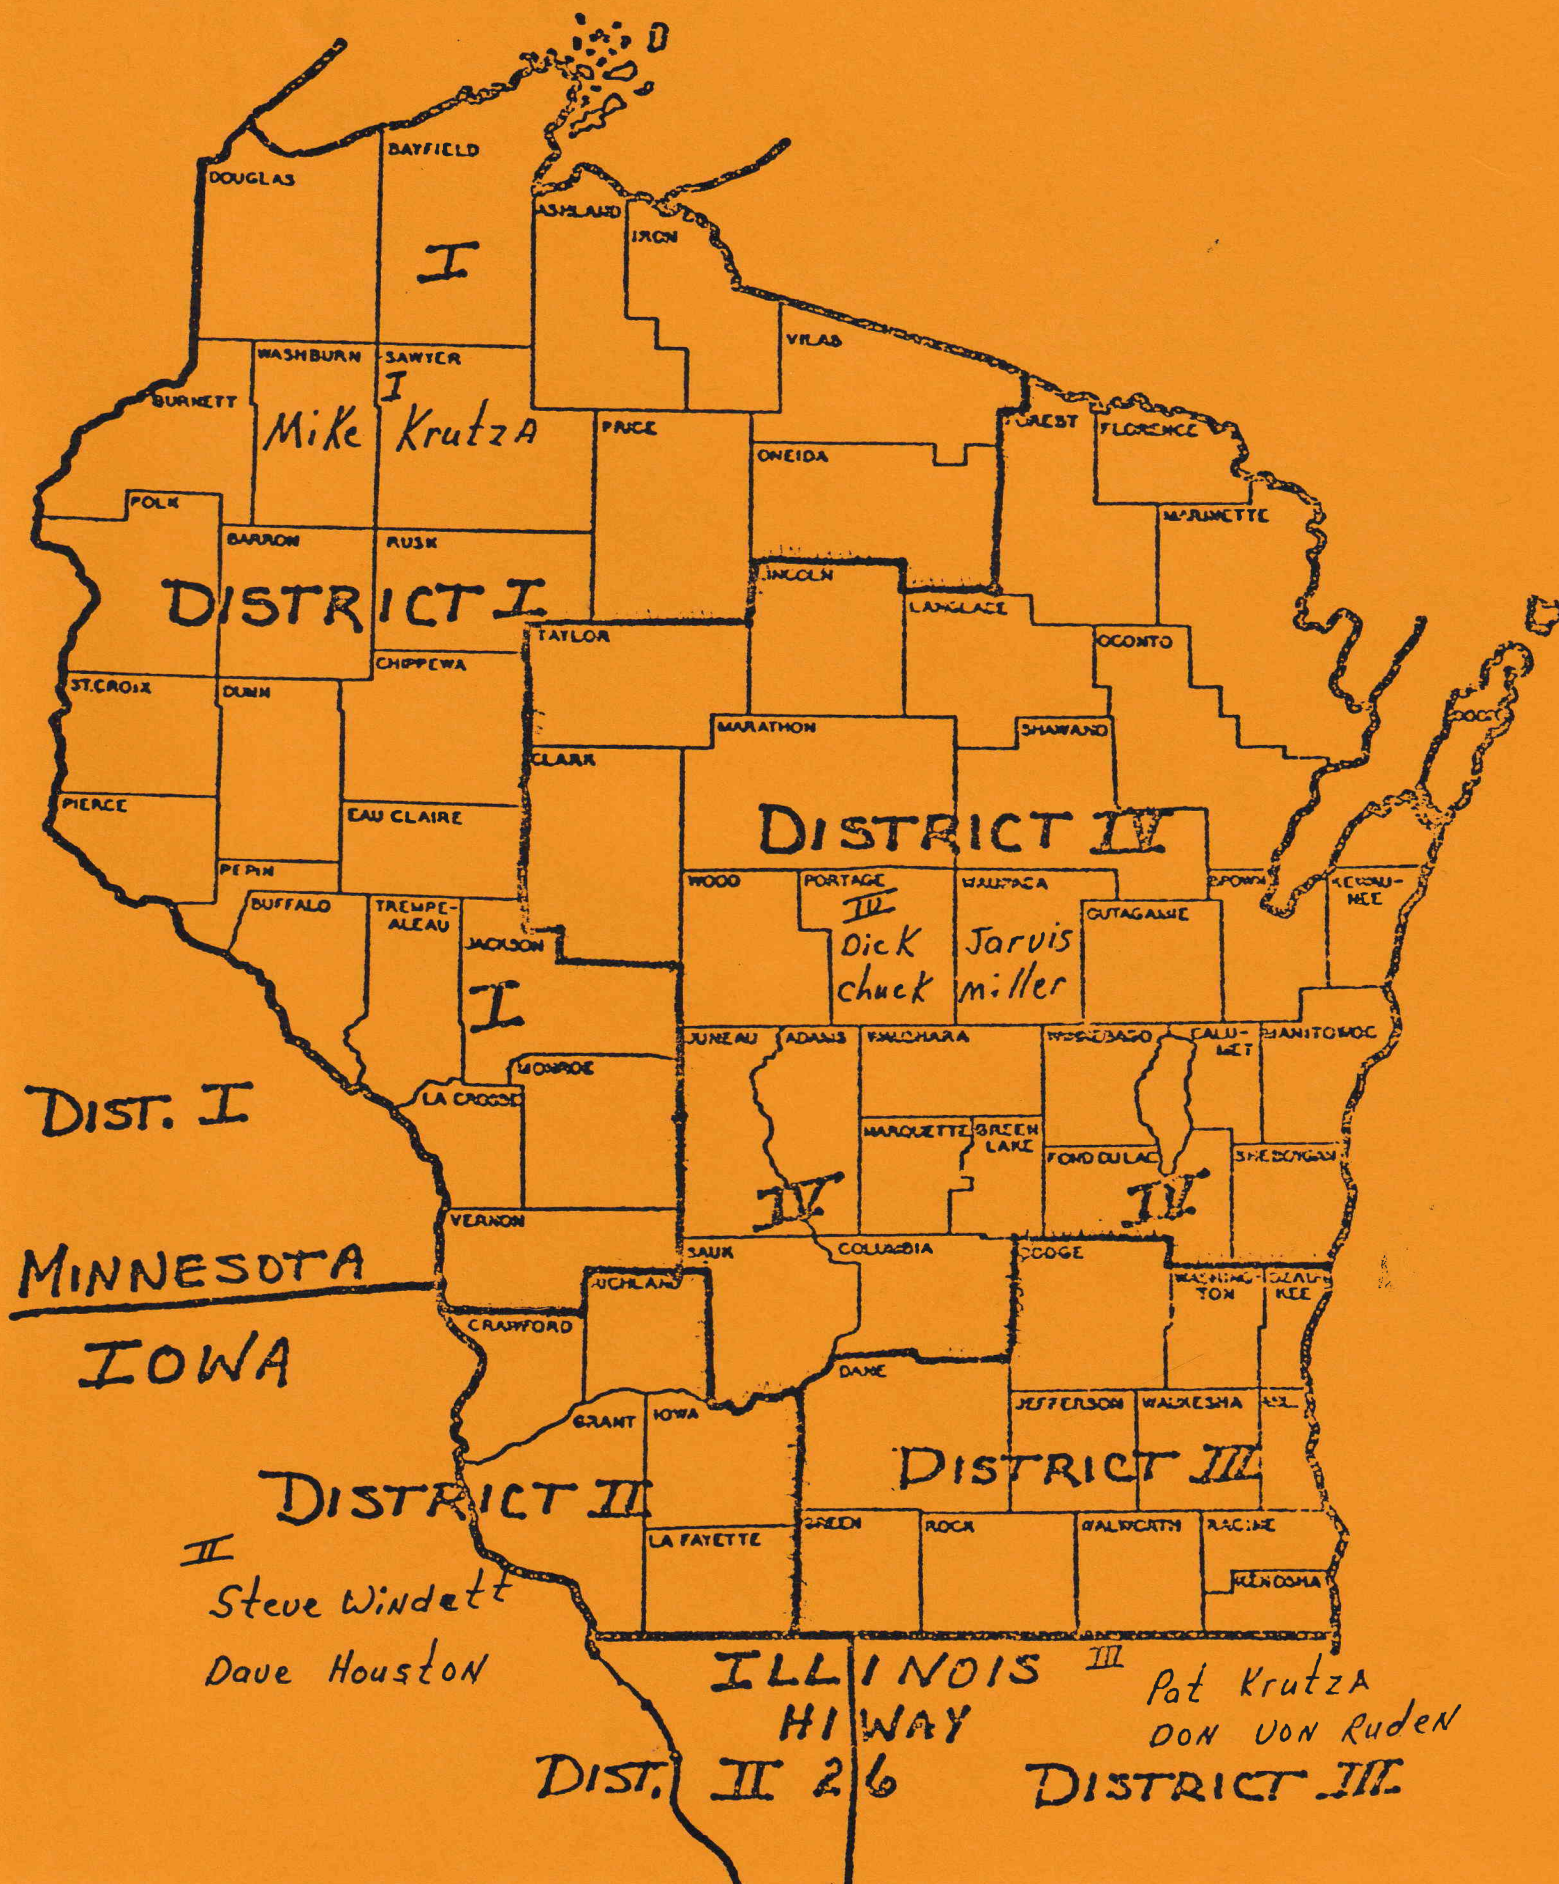 BAYFIELD
DOUGLAS
ASHLAND
IRON
I
VILAS
WASHBURN
SAWYER
I
BURNETT
Mike KrutzA
PRICE
FOREST
FLORENCE
ONEIDA
POLK
MARINETTE
BARRON
RUSK
LINCOLN
DISTRICT I
LANGLADE
TAYLOR
OCONTO
CHIPPEWA
ST.CROIX
DUNN
DOOR
MARATHON
SHAWANO
CLARK
PIERCE
EAU CLAIRE
DISTRICT IV
PEPIN
WOOD
PORTAGE
WAUPACA
BROWN
KEWAU-
NEE
BUFFALO
TREMPE-
ALEAU
IV
OUTAGAMIE
JACKSON
Dick
Jarvis
chuck
miller
I
JUNEAU
ADAMS
WAUSHARA
WINNEBAGO
CALU-
MET
MANITOWOC
MONROE
DIST. I
LA CROSSE
MARQUETTE
GREEN
LAKE
FOND DU LAC
SHEBOYGAN
IV
IV
VERNON
SAUK
COLUMBIA
DODGE
MINNESOTA
RICHLAND
WASHING-
TON
OZAU-
KEE
CRAWFORD
IOWA
DANE
GRANT
IOWA
JEFFERSON
WAUKESHA
MIL.
DISTRICT III
DISTRICT II
GREEN
ROCK
WALWORTH
RACINE
LA FAYETTE
II
KENOSHA
Steve Windett
Dave HoustoN
ILLINOIS
III
Pat KrutzA
HIWAY
DON VON RudeN
DIST. II 26
DISTRICT III